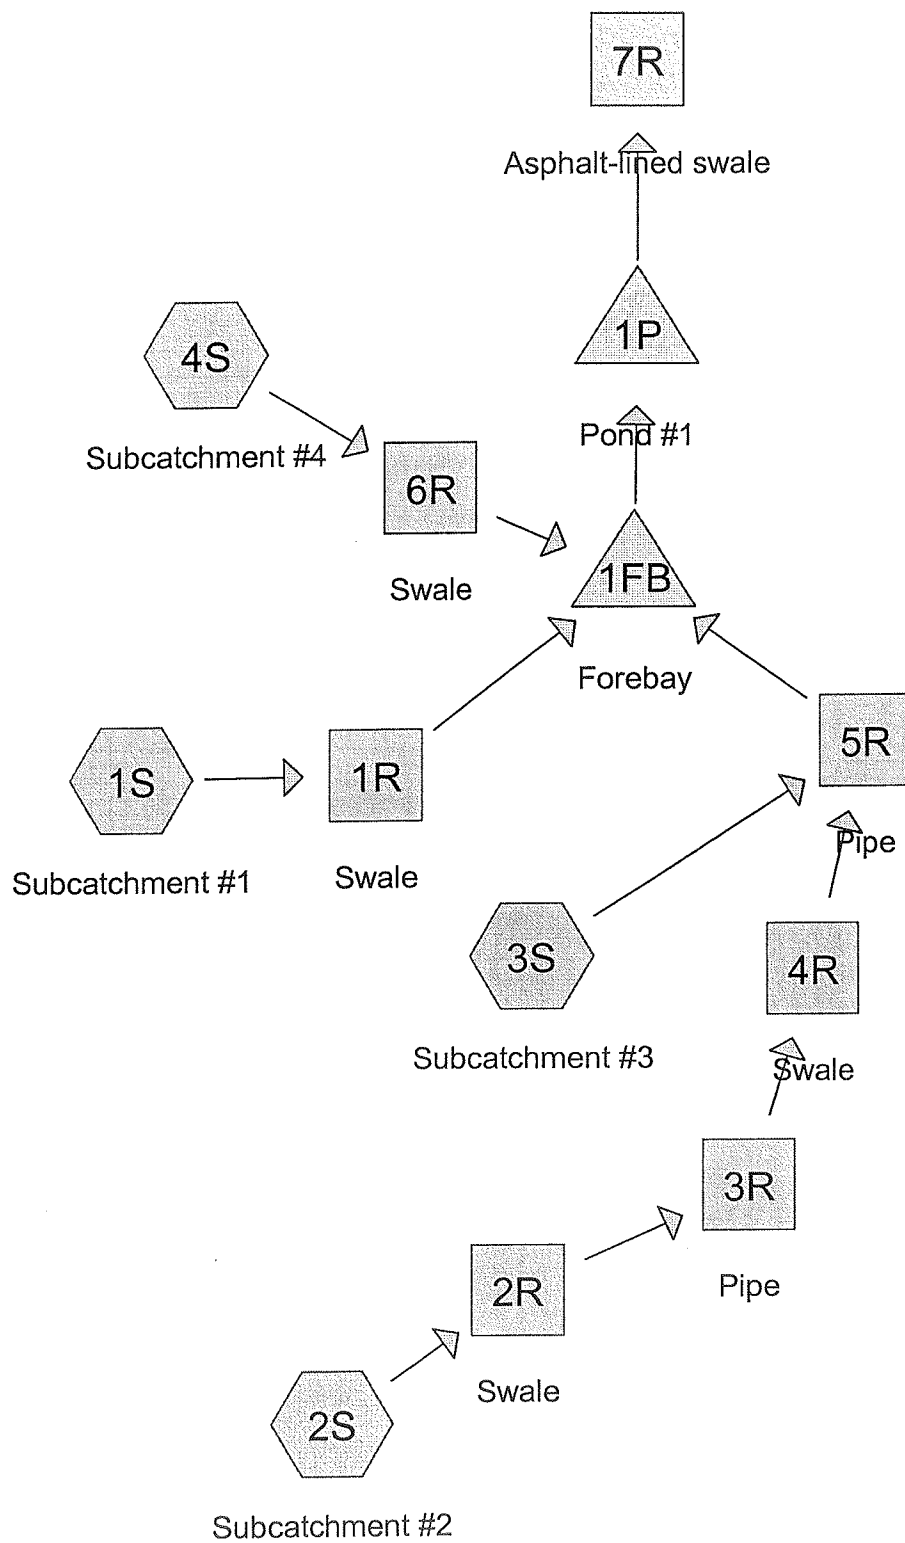 7R
Asphalt-lined swale
1P
4S
Pond #1
Subcatchment #4
6R
1FB
Swale
Forebay
5R
1S
1R
Pipe
Subcatchment #1
Swale
3S
4R
Subcatchment #3
Swale
3R
2R
Pipe
Swale
2S
Subcatchment #2